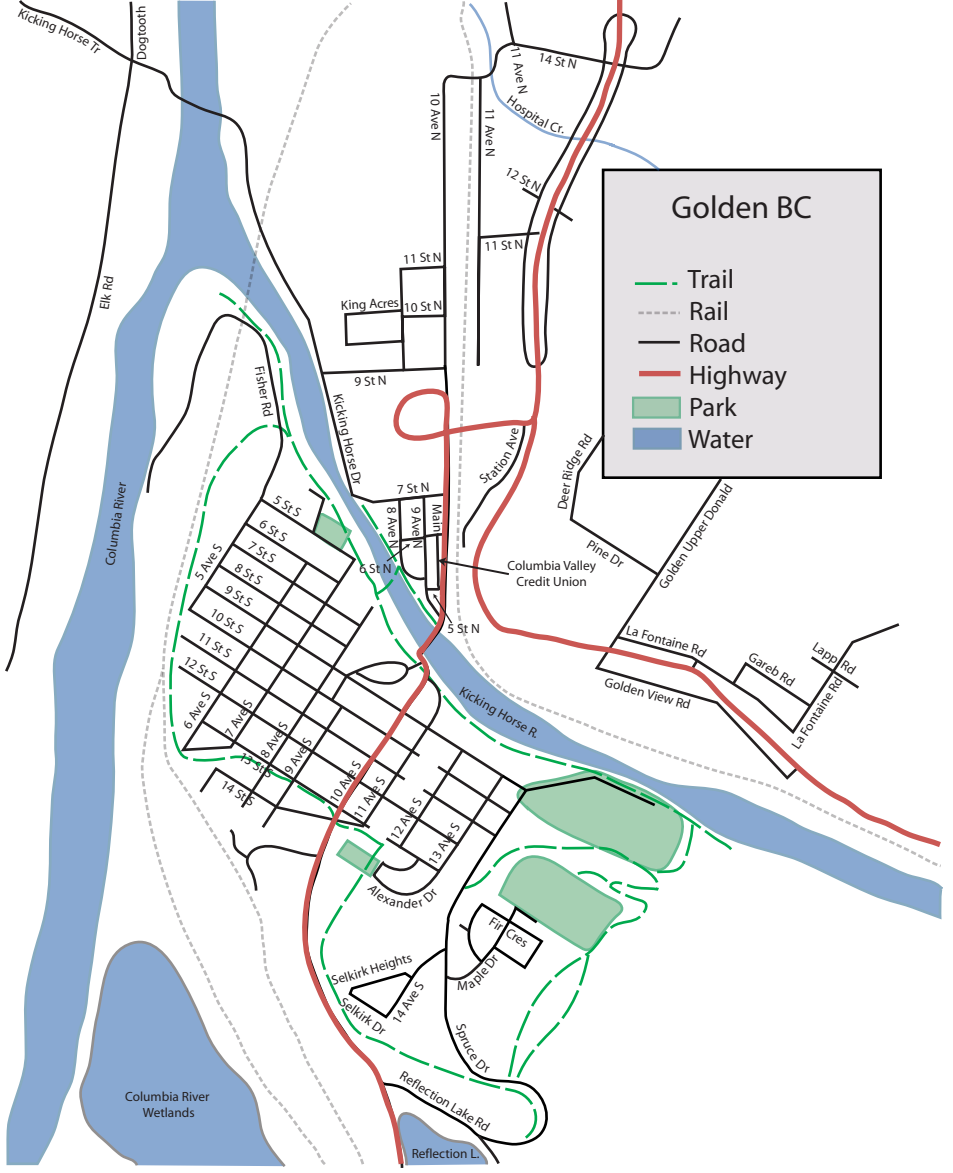 Kicking Horse Tr
Dogtooth
11 Ave N
14 St N
10 Ave N
11 Ave N
Hospital Cr.
12 St N
Golden BC
11 St N
11 St N
Elk Rd
King Acres
10 St N
Trail
Rail
Road
Highway
Park
Water
9 St N
Fisher Rd
Kicking Horse Dr
Station Ave
Deer Ridge Rd
7 St N
8 Ave N
9 Ave N
Main
Golden Upper Donald
5 St S
6 St S
7 St S
8 St S
9 St S
10 St S
11 St S
12 St S
5 Ave S
Columbia River
6 St N
Columbia Valley
Credit Union
Pine Dr
5 St N
La Fontaine Rd
Gareb Rd
Lapp Rd
La Fontaine Rd
Golden View Rd
Kicking Horse R.
6 Ave S
7 Ave S
8 Ave S
9 Ave S
13 St S
14 St S
10 Ave S
11 Ave S
12 Ave S
13 Ave S
Alexander Dr
Fir Cres
Maple Dr
Selkirk Heights
Selkirk Dr
14 Ave S
Spruce Dr
Reflection Lake Rd
Columbia River
Wetlands
Reflection L.